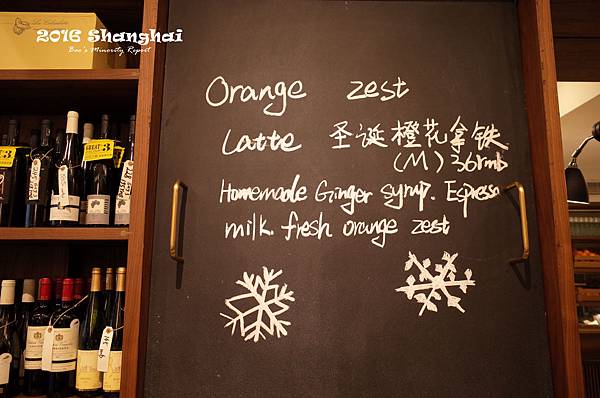 2016 Shanghai
Bao's Minority Report
Orange zest
Latte 圣诞橙花拿铁
(M) 36rmb
Homemade Ginger syrup. Espresso
milk. fresh orange zest